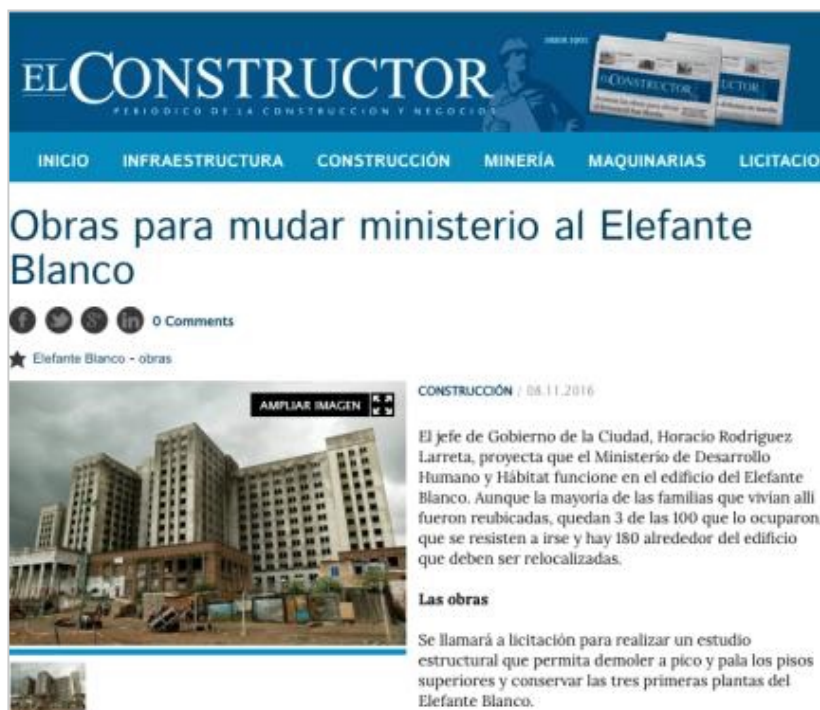 EL CONSTRUCTOR
PERIODICO DE LA CONSTRUCCION Y NEGOCIOS
DESDE 1901
INICIO INFRAESTRUCTURA CONSTRUCCIÓN MINERÍA MAQUINARIAS LICITACIO
Obras para mudar ministerio al Elefante
Blanco
0 Comments
Elefante Blanco - obras
AMPLIAR IMAGEN
CONSTRUCCIÓN / 08.11.2016
El jefe de Gobierno de la Ciudad, Horacio Rodríguez
Larreta, proyecta que el Ministerio de Desarrollo
Humano y Hábitat funcione en el edificio del Elefante
Blanco. Aunque la mayoría de las familias que vivían allí
fueron reubicadas, quedan 3 de las 100 que lo ocuparon,
que se resisten a irse y hay 180 alrededor del edificio
que deben ser relocalizadas.
Las obras
Se llamará a licitación para realizar un estudio
estructural que permita demoler a pico y pala los pisos
superiores y conservar las tres primeras plantas del
Elefante Blanco.